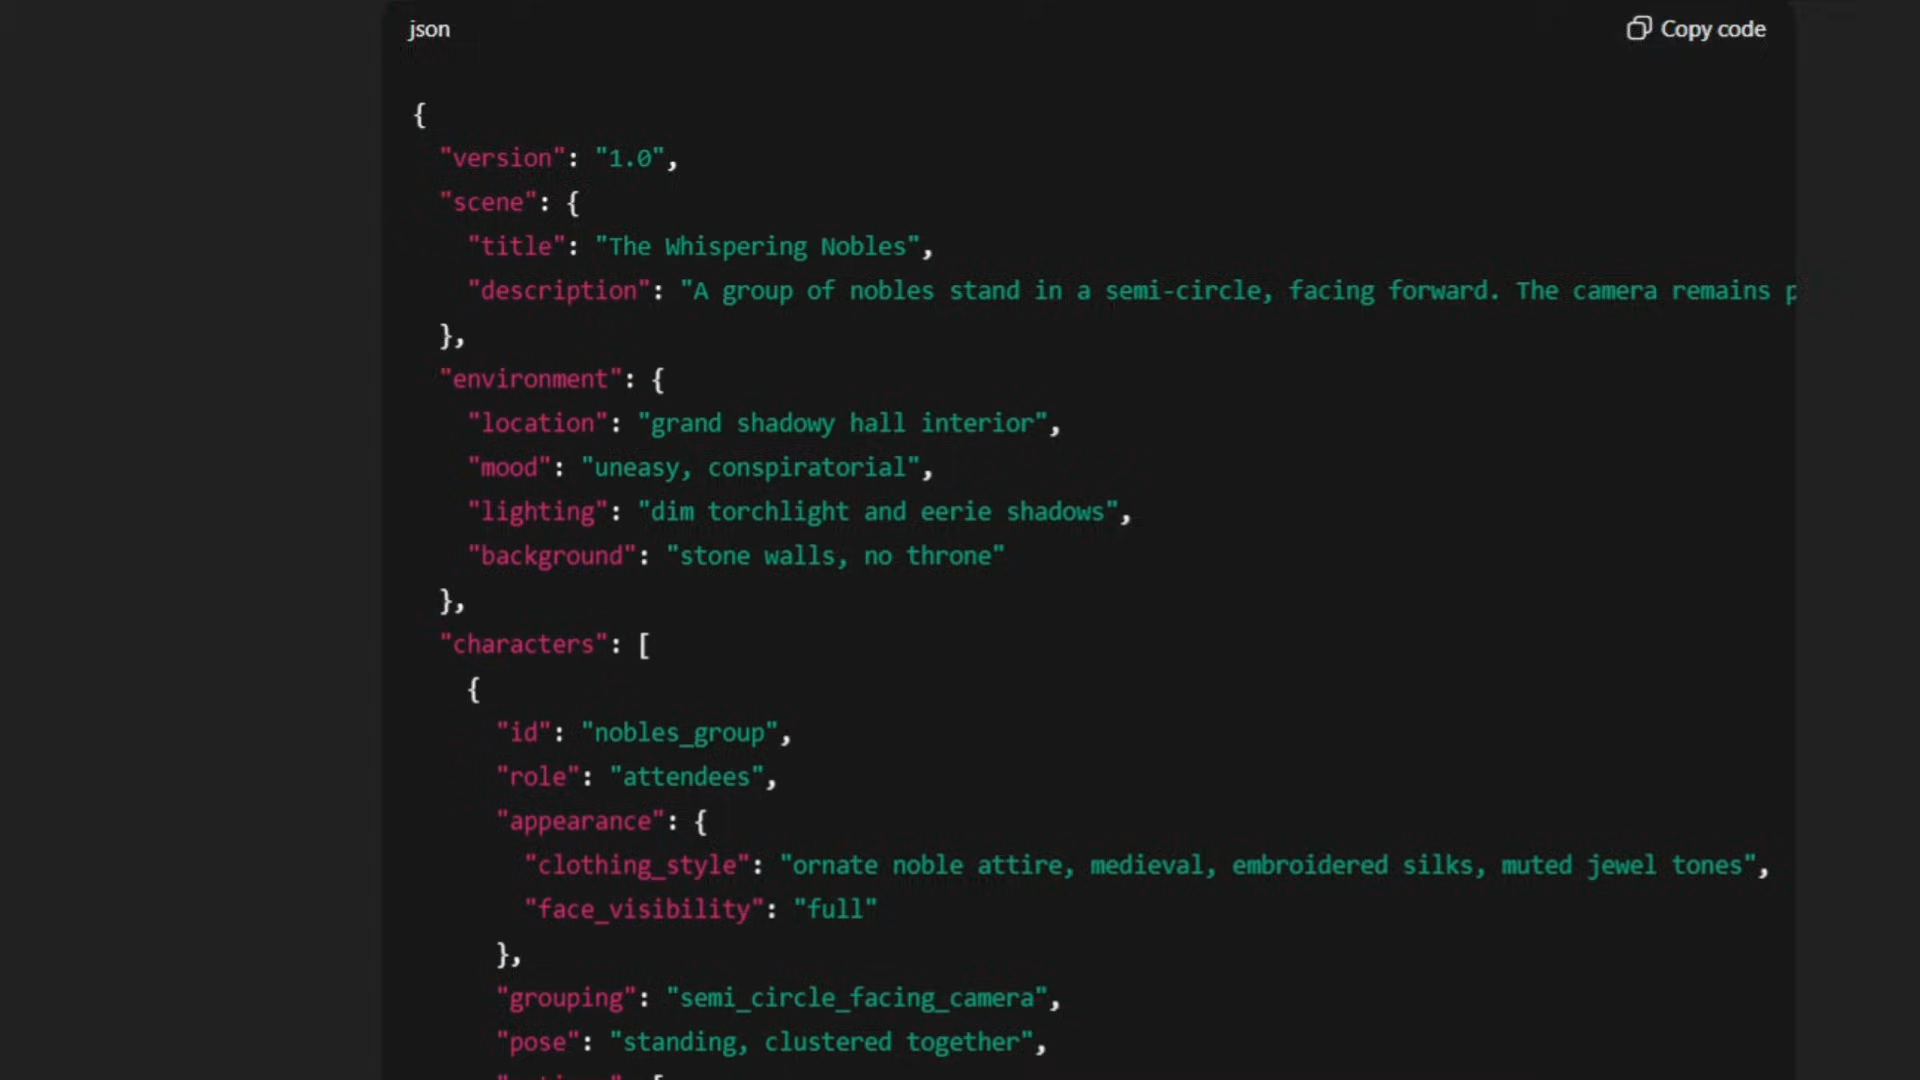 json
Copy code
{
"version": "1.0",
"scene": {
"title": "The Whispering Nobles",
"description": "A group of nobles stand in a semi-circle, facing forward. The camera remains
},
"environment": {
"location": "grand shadowy hall interior",
"mood": "uneasy, conspiratorial",
"lighting": "dim torchlight and eerie shadows",
"background": "stone walls, no throne"
},
"characters": [
{
"id": "nobles_group",
"role": "attendees",
"appearance": {
"clothing_style": "ornate noble attire, medieval, embroidered silks, muted jewel tones",
"face_visibility": "full"
},
"grouping": "semi_circle_facing_camera",
"pose": "standing, clustered together",